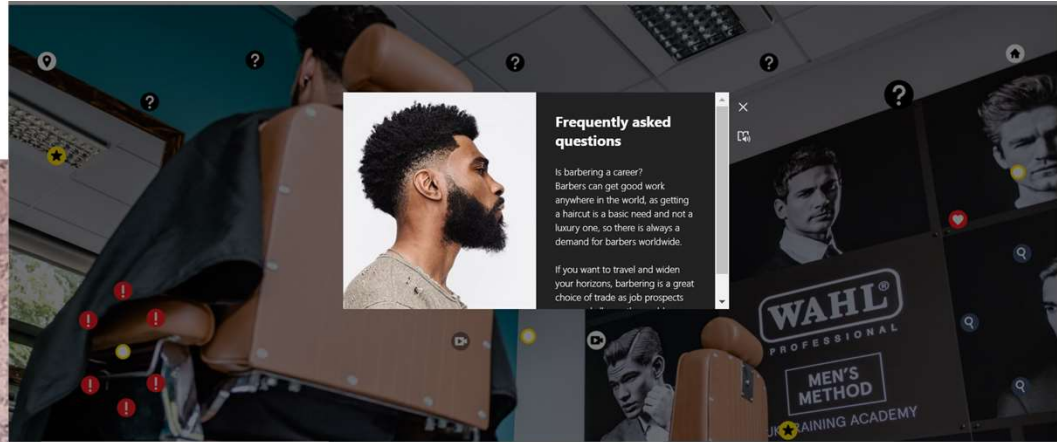 Frequently asked
questions
Is barbering a career?
Barbers can get good work
anywhere in the world, as getting
a haircut is a basic need and not a
luxury one, so there is always a
demand for barbers worldwide.
If you want to travel and widen
your horizons, barbering is a great
choice of trade as job prospects
WAHL®
PROFESSIONAL
MEN'S
METHOD
TRAINING ACADEMY